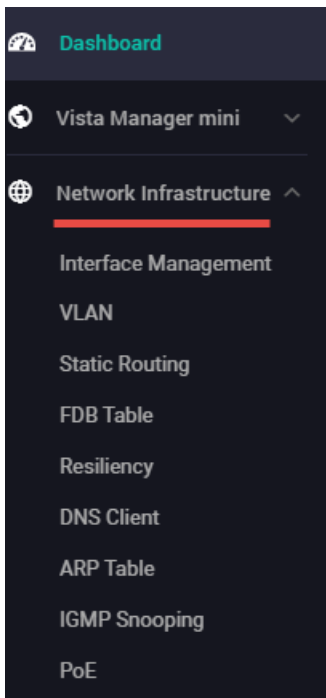 Dashboard
Vista Manager mini
Network Infrastructure
Interface Management
VLAN
Static Routing
FDB Table
Resiliency
DNS Client
ARP Table
IGMP Snooping
PoE